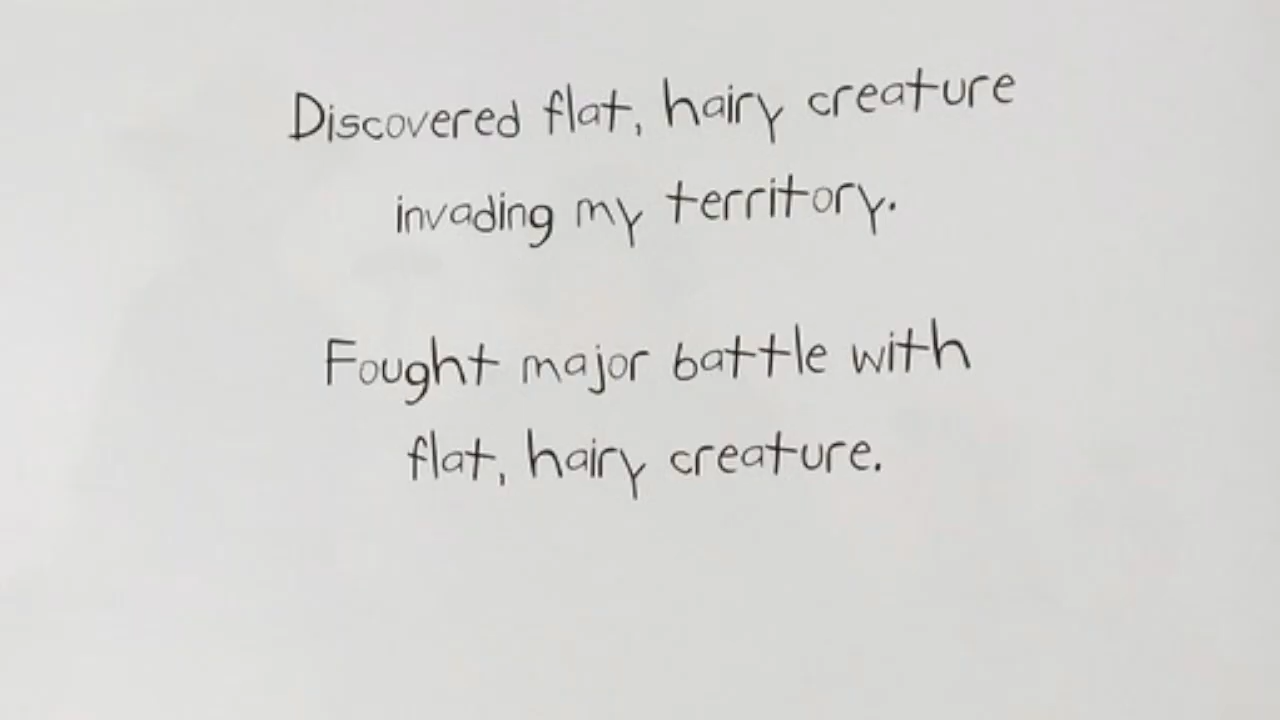 Discovered flat, hairy creature
invading my territory.
Fought major battle with
flat, hairy creature.